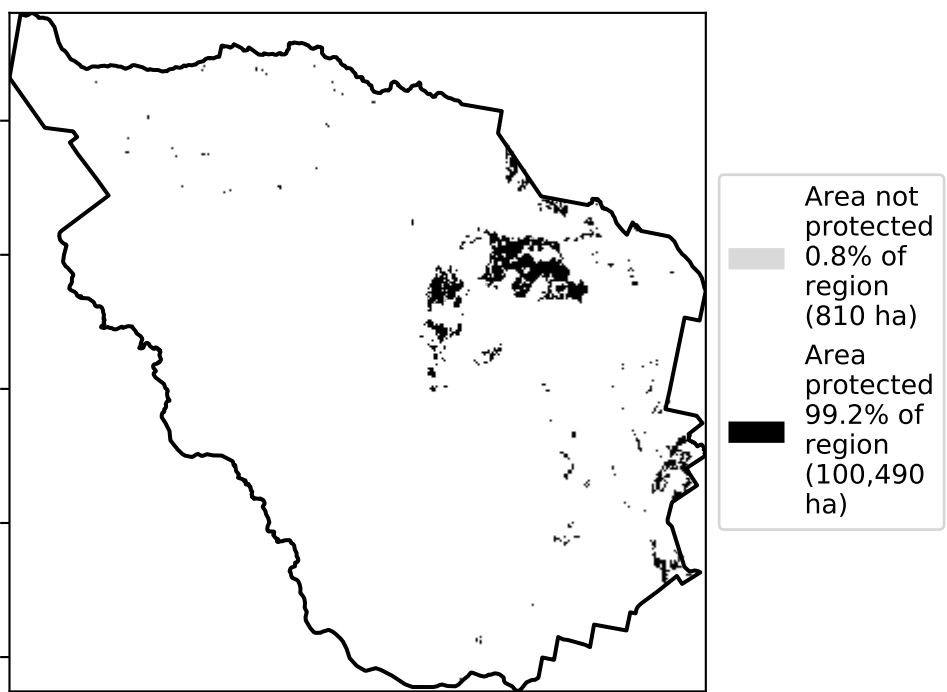 Area not
protected
0.8% of
region
(810 ha)
Area
protected
99.2% of
region
(100,490
ha)